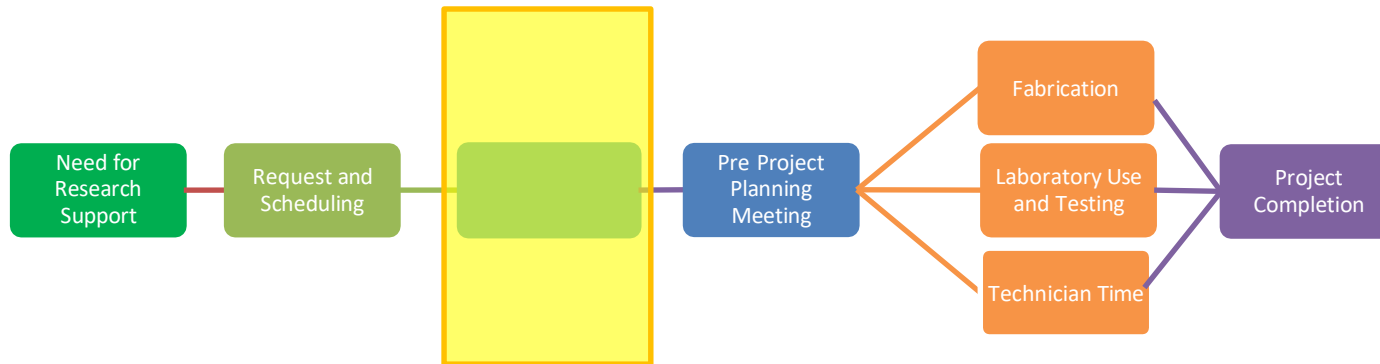 Need for
Research
Support
Request and
Scheduling
Pre Project
Planning
Meeting
Fabrication
Laboratory Use
and Testing
Technician Time
Project
Completion